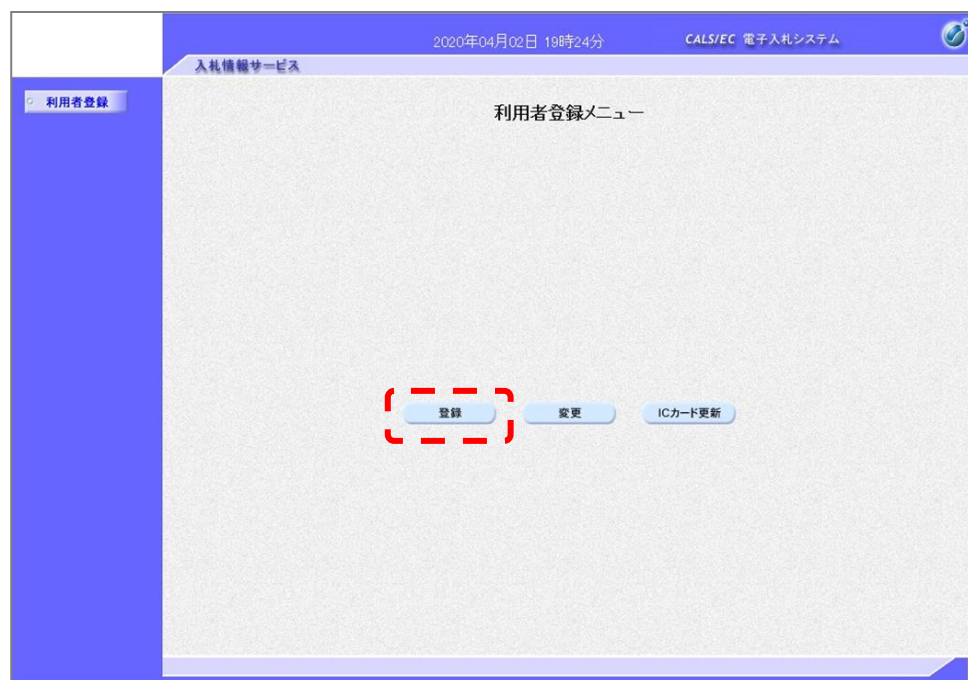 2020年04月02日 19時24分
CALS/EC 電子入札システム
入札情報サービス
利用者登録
利用者登録メニュー
登録
変更
ICカード更新